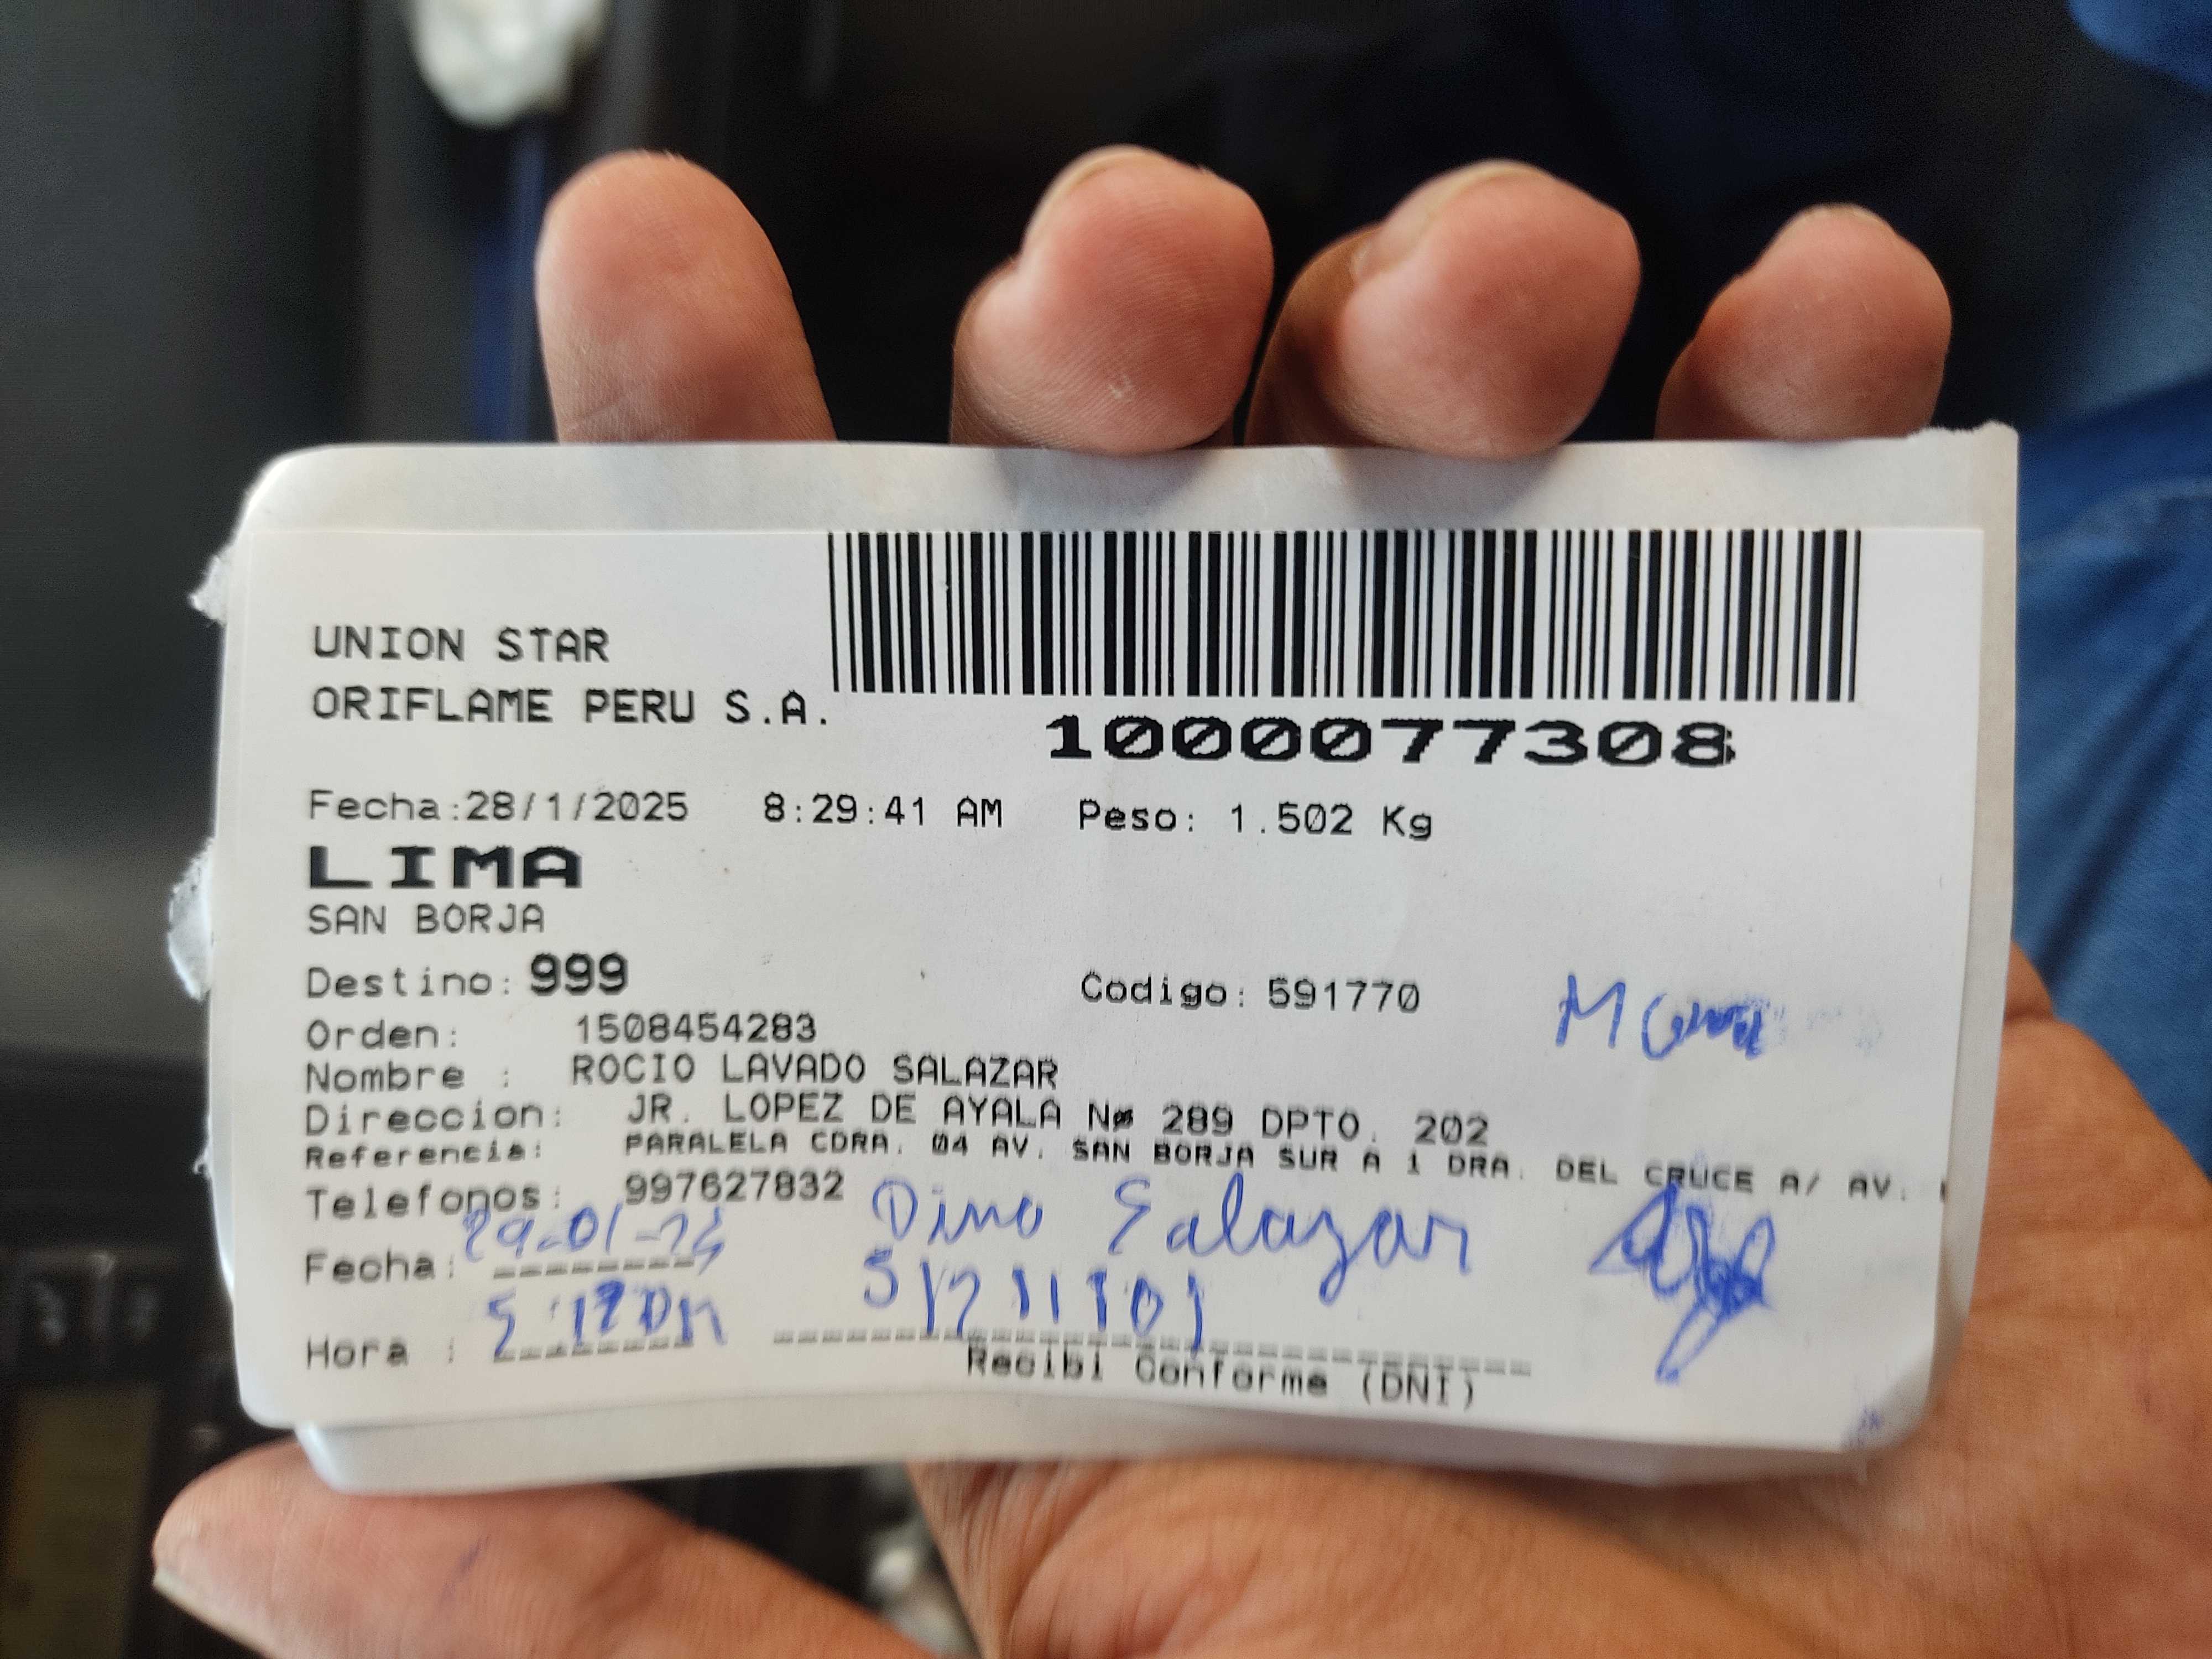 UNION STAR
ORIFLAME PERU S.A.
1000077308
Fecha:28/1/2025 8:29:41 AM Peso: 1.502 Kg
LIMA
SAN BORJA
Destino: 999 Codigo: 591770
Orden: 1508454283
Nombre : ROCIO LAVADO SALAZAR
Direccion: JR. LOPEZ DE AYALA Nø 289 DPTO. 202
Referencia: PARALELA CDRA. 04 AV. SAN BORJA SUR A 1 DRA. DEL CRUCE A/ AV.
Telefonos: 997627832
Dino Salazar
Fecha:
Hora :
Recibi Conforme (DNI)